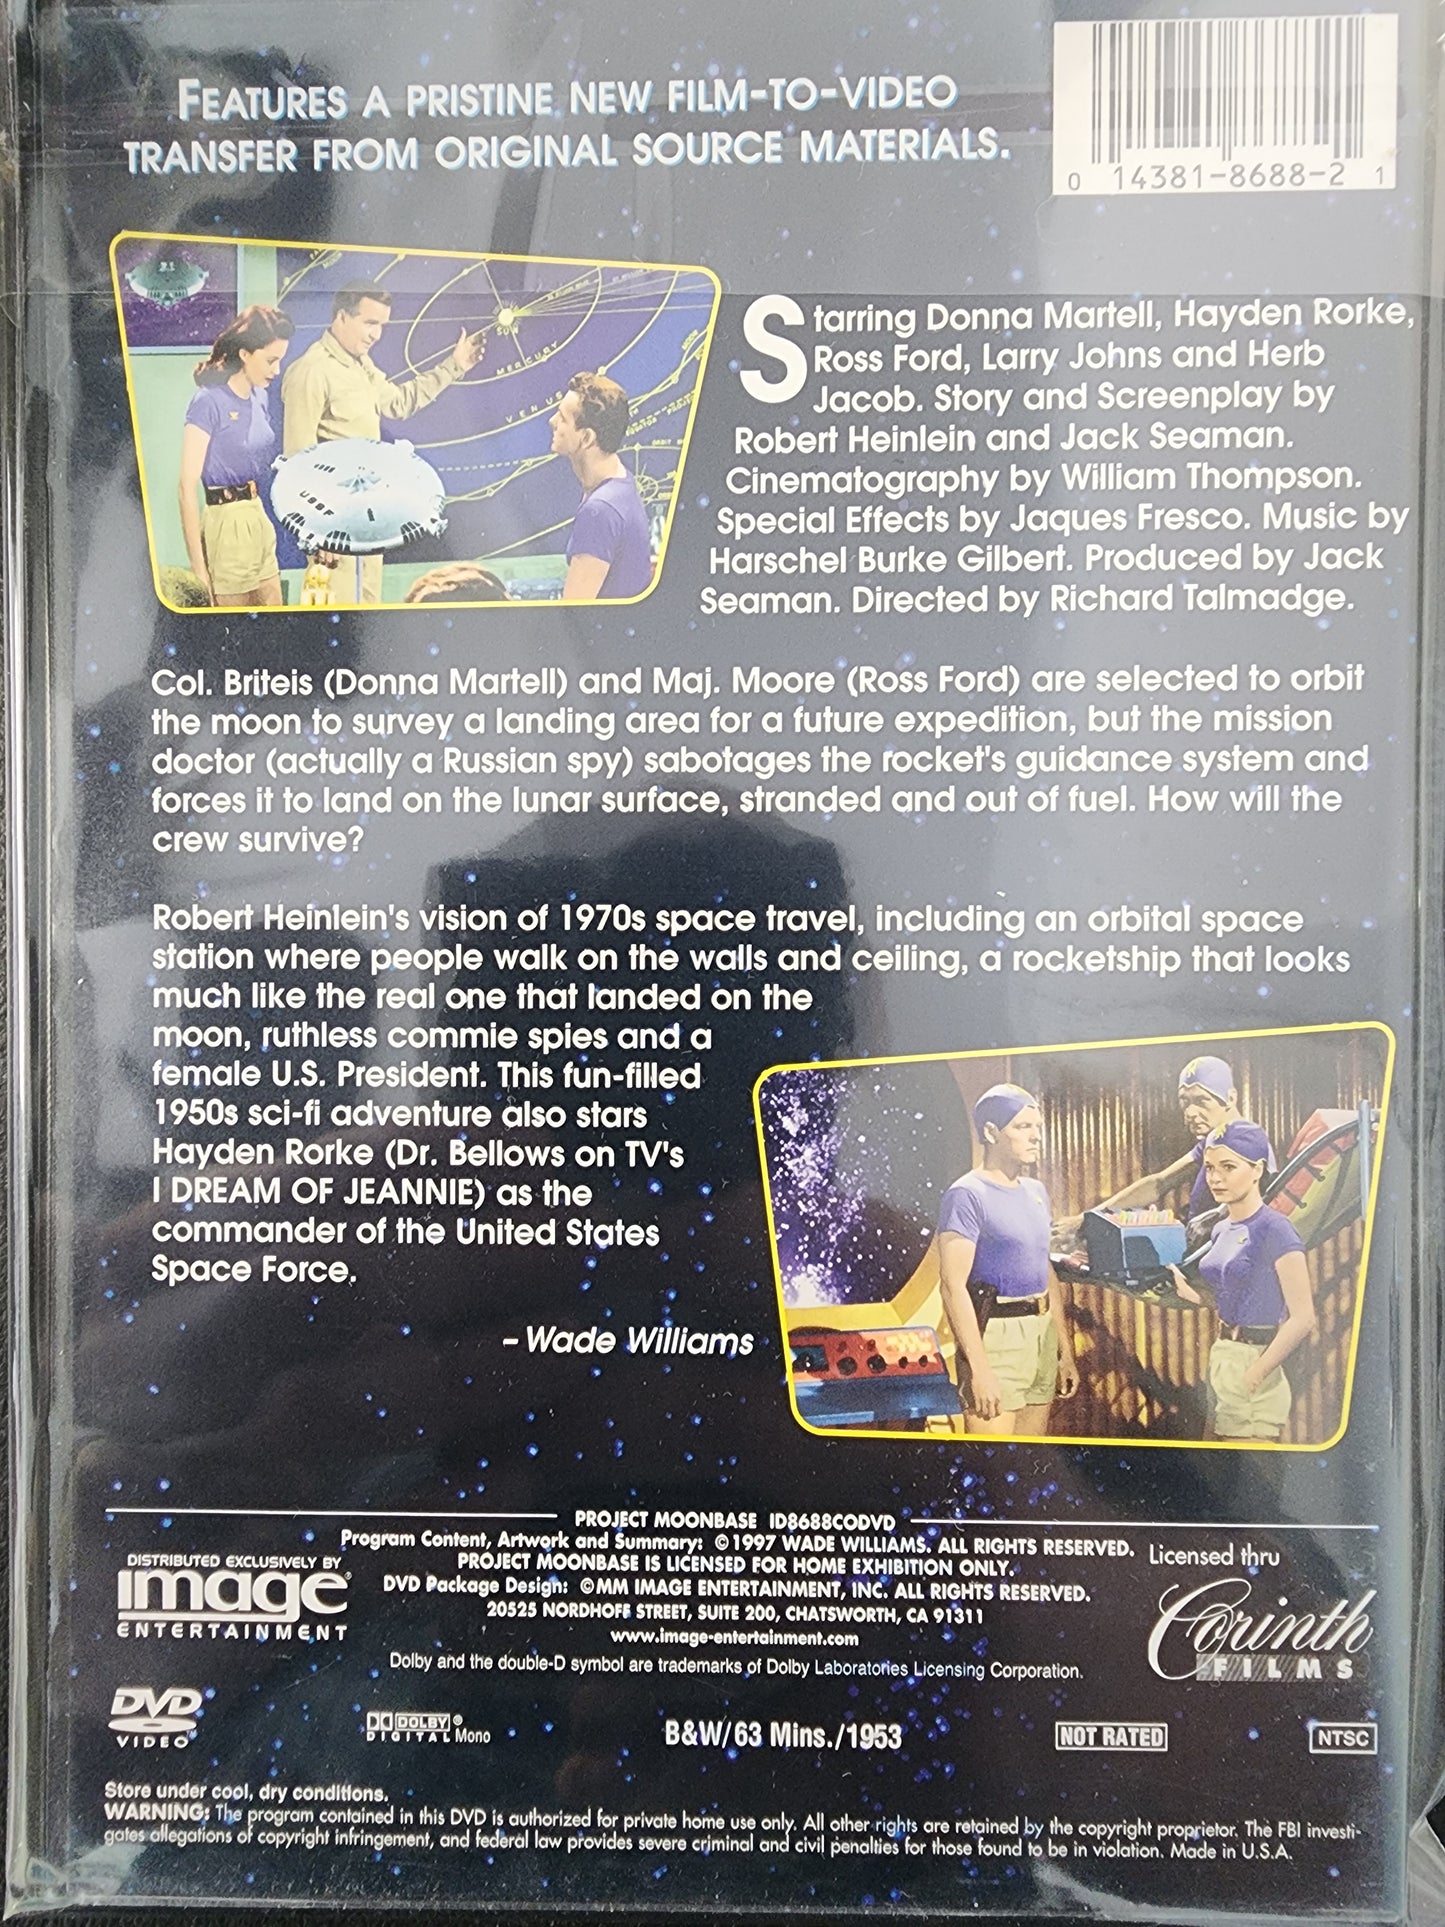 FEATURES A PRISTINE NEW FILM-TO-VIDEO
TRANSFER FROM ORIGINAL SOURCE MATERIALS.
0 14381-8688-2 1
SUN
MERCURY
VENUS
USSF
Starring Donna Martell, Hayden Rorke,
Ross Ford, Larry Johns and Herb
Jacob. Story and Screenplay by
Robert Heinlein and Jack Seaman.
Cinematography by William Thompson.
Special Effects by Jaques Fresco. Music by
Harschel Burke Gilbert. Produced by Jack
Seaman. Directed by Richard Talmadge.
Col. Briteis (Donna Martell) and Maj. Moore (Ross Ford) are selected to orbit
the moon to survey a landing area for a future expedition, but the mission
doctor (actually a Russian spy) sabotages the rocket's guidance system and
forces it to land on the lunar surface, stranded and out of fuel. How will the
crew survive?
Robert Heinlein's vision of 1970s space travel, including an orbital space
station where people walk on the walls and ceiling, a rocketship that looks
much like the real one that landed on the
moon, ruthless commie spies and a
female U.S. President. This fun-filled
1950s sci-fi adventure also stars
Hayden Rorke (Dr. Bellows on TV's
I DREAM OF JEANNIE) as the
commander of the United States
Space Force.
– Wade Williams
PROJECT MOONBASE ID8688CODVD
Program Content, Artwork and Summary: ©1997 WADE WILLIAMS. ALL RIGHTS RESERVED.
PROJECT MOONBASE IS LICENSED FOR HOME EXHIBITION ONLY.
DVD Package Design: ©MM IMAGE ENTERTAINMENT, INC. ALL RIGHTS RESERVED.
20525 NORDHOFF STREET, SUITE 200, CHATSWORTH, CA 91311
www.image-entertainment.com
Dolby and the double-D symbol are trademarks of Dolby Laboratories Licensing Corporation.
DISTRIBUTED EXCLUSIVELY BY
image®
ENTERTAINMENT
Licensed thru
Corinth
FILMS
DVD
VIDEO
DOLBY®
DIGITAL Mono
B&W/63 Mins./1953
NOT RATED
NTSC
Store under cool, dry conditions.
WARNING: The program contained in this DVD is authorized for private home use only. All other rights are retained by the copyright proprietor. The FBI investi-
gates allegations of copyright infringement, and federal law provides severe criminal and civil penalties for those found to be in violation. Made in U.S.A.